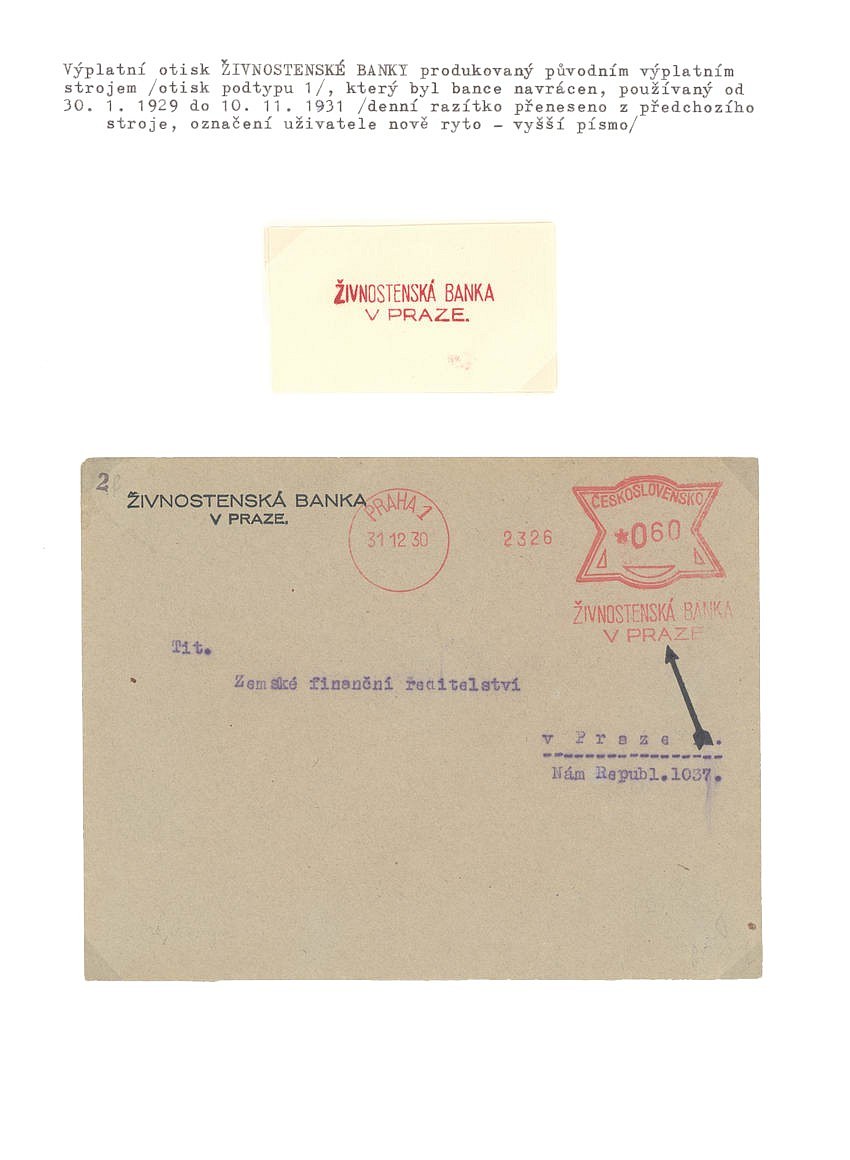 Výplatní otisk ŽIVNOSTENSKÉ BANKY produkovaný původním výplatním
strojem /otisk podtypu 1/, který byl bance navrácen, používaný od
30. 1. 1929 do 10. 11. 1931 /denní razítko přeneseno z předchozího
stroje, označení uživatele nově ryto - vyšší písmo/
ŽIVNOSTENSKÁ BANKA
V PRAZE.
2
ŽIVNOSTENSKÁ BANKA
V PRAZE.
PRAHA 1
31 12 30
2326
ČESKOSLOVENSKO
*060
ŽIVNOSTENSKÁ BANKA
V PRAZE
Tit.
Zemské finanční ředitelství
v Praze
Nám Republ.1037.